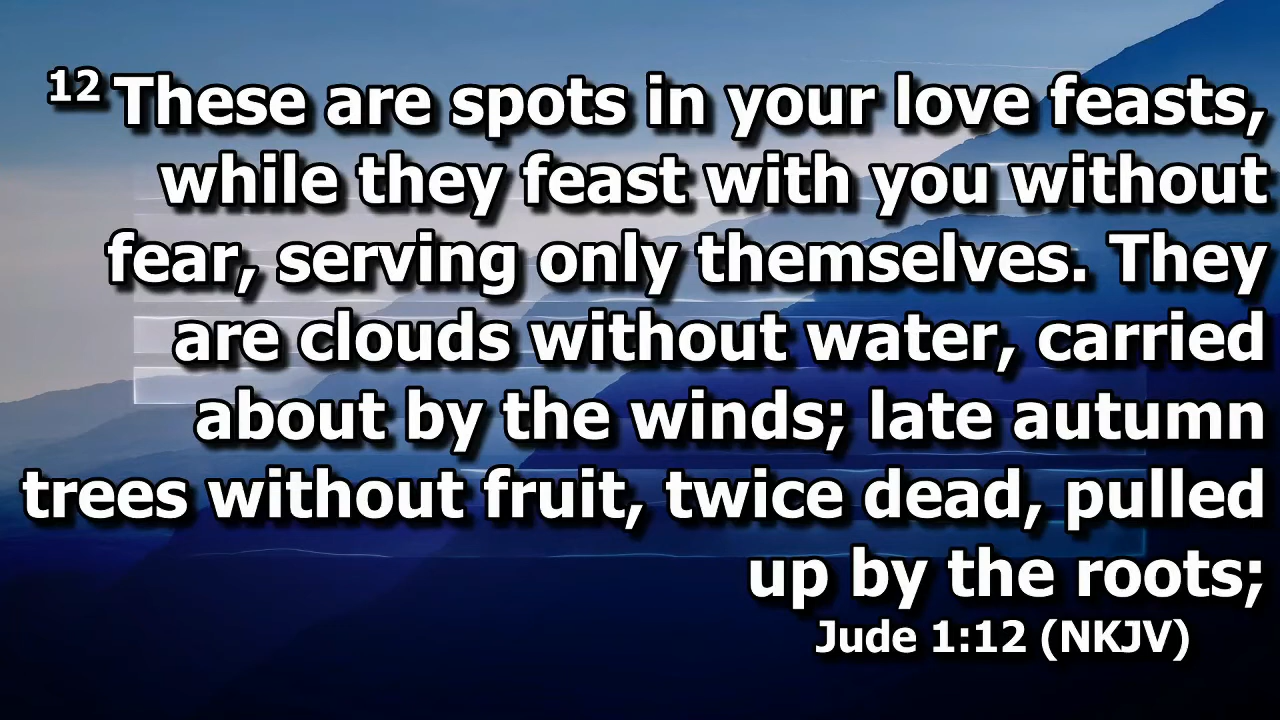 12 These are spots in your love feasts,
while they feast with you without
fear, serving only themselves. They
are clouds without water, carried
about by the winds; late autumn
trees without fruit, twice dead, pulled
up by the roots;
Jude 1:12 (NKJV)